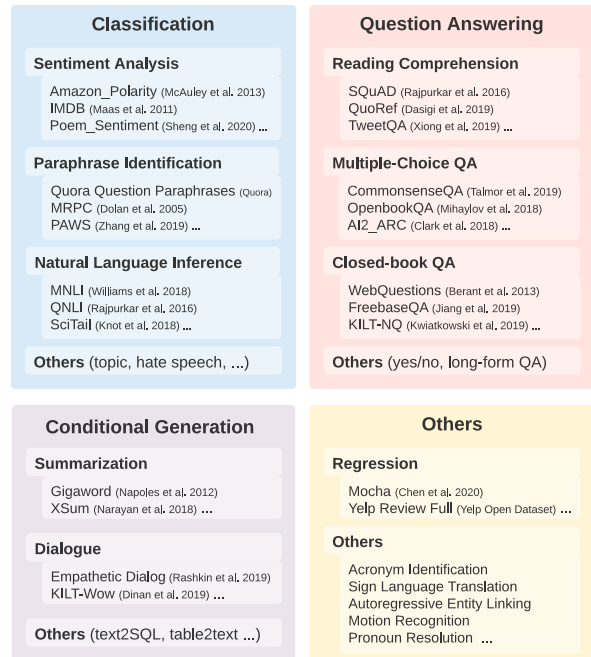 Classification
Sentiment Analysis
Amazon_Polarity (McAuley et al. 2013)
IMDB (Maas et al. 2011)
Poem_Sentiment (Sheng et al. 2020) ...
Paraphrase Identification
Quora Question Paraphrases (Quora)
MRPC (Dolan et al. 2005)
PAWS (Zhang et al. 2019) ...
Natural Language Inference
MNLI (Williams et al. 2018)
QNLI (Rajpurkar et al. 2016)
SciTail (Knot et al. 2018) ...
Others (topic, hate speech, ...)
Question Answering
Reading Comprehension
SQuAD (Rajpurkar et al. 2016)
QuoRef (Dasigi et al. 2019)
TweetQA (Xiong et al. 2019) ...
Multiple-Choice QA
CommonsenseQA (Talmor et al. 2019)
OpenbookQA (Mihaylov et al. 2018)
AI2_ARC (Clark et al. 2018) ...
Closed-book QA
WebQuestions (Berant et al. 2013)
FreebaseQA (Jiang et al. 2019)
KILT-NQ (Kwiatkowski et al. 2019) ...
Others (yes/no, long-form QA)
Conditional Generation
Summarization
Gigaword (Napoles et al. 2012)
XSum (Narayan et al. 2018) ...
Dialogue
Empathetic Dialog (Rashkin et al. 2019)
KILT-Wow (Dinan et al. 2019) ...
Others (text2SQL, table2text ...)
Others
Regression
Mocha (Chen et al. 2020)
Yelp Review Full (Yelp Open Dataset) ...
Others
Acronym Identification
Sign Language Translation
Autoregressive Entity Linking
Motion Recognition
Pronoun Resolution ...